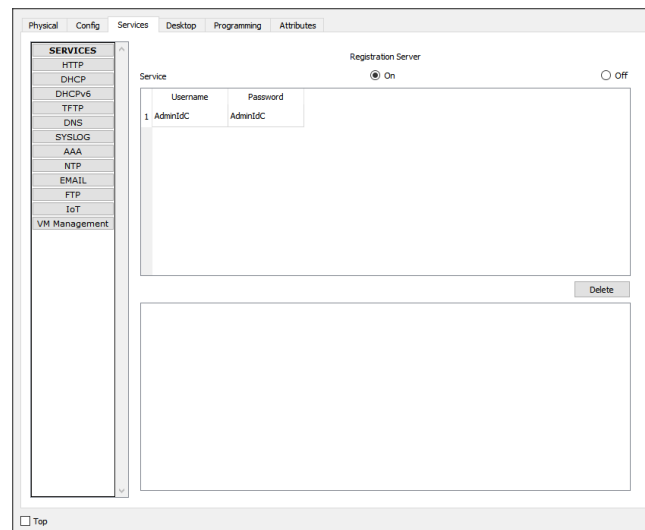 Physical Config Services Desktop Programming Attributes
SERVICES
HTTP
DHCP
DHCPv6
TFTP
DNS
SYSLOG
AAA
NTP
EMAIL
FTP
IoT
VM Management
Registration Server
Service On Off
Username Password
1 AdminIdC AdminIdC
Delete
Top